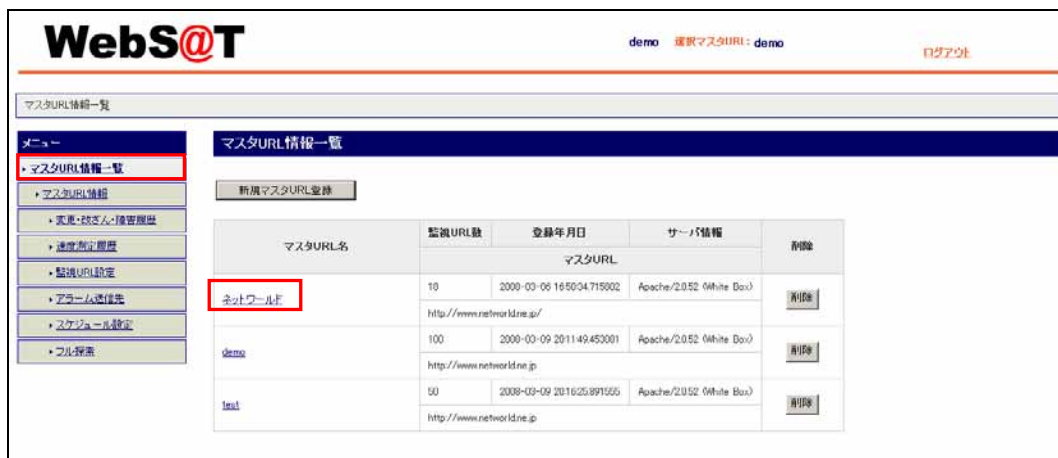 WebS@T
demo 選択マスタURL: demo
ログアウト
マスタURL情報一覧
メニュー
マスタURL情報一覧
マスタURL情報
変更・改ざん・障害履歴
速度測定履歴
監視URL設定
アラーム送信先
スケジュール設定
フル探索
マスタURL情報一覧
新規マスタURL登録
マスタURL名 監視URL数 登録年月日 サーバ情報 削除
マスタURL
ネットワールド 10 2008-03-06 16:50:34.715802 Apache/2.0.52 (White Box) 削除
http://www.networld.ne.jp/
demo 100 2008-03-09 20:11:49.453001 Apache/2.0.52 (White Box) 削除
http://www.networld.ne.jp
test 50 2008-03-09 20:16:25.891555 Apache/2.0.52 (White Box) 削除
http://www.networld.ne.jp